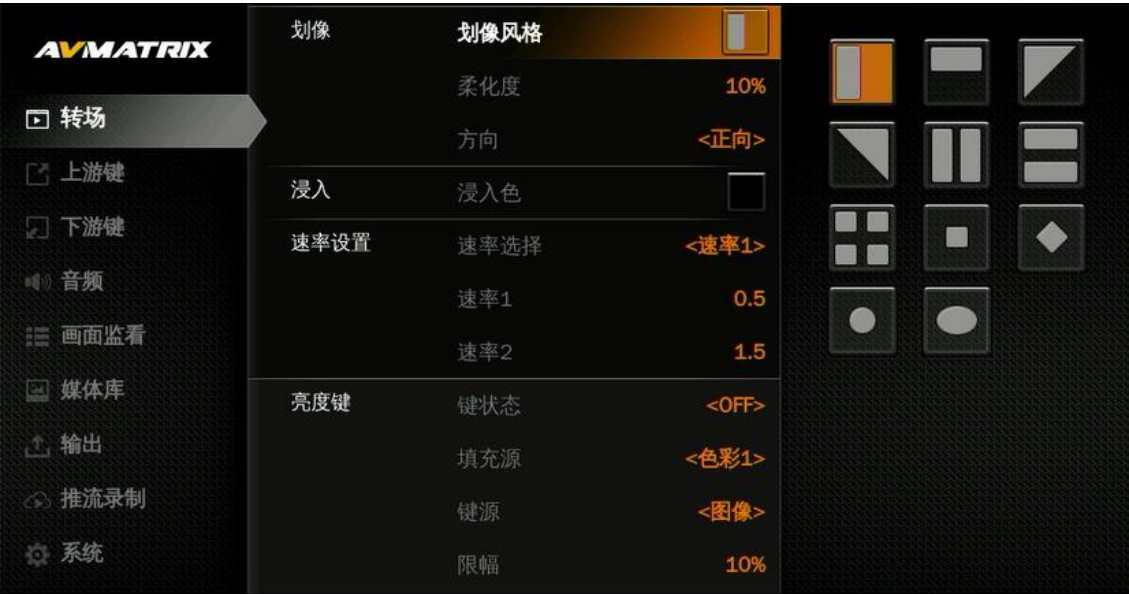 AVMATRIX
转场
上游键
下游键
音频
画面监看
媒体库
输出
推流录制
系统
划像 划像风格
柔化度 10%
方向 <正向>
浸入 浸入色
速率设置 速率选择 <速率1>
速率1 0.5
速率2 1.5
亮度键 键状态 <OFF>
填充源 <色彩1>
键源 <图像>
限幅 10%